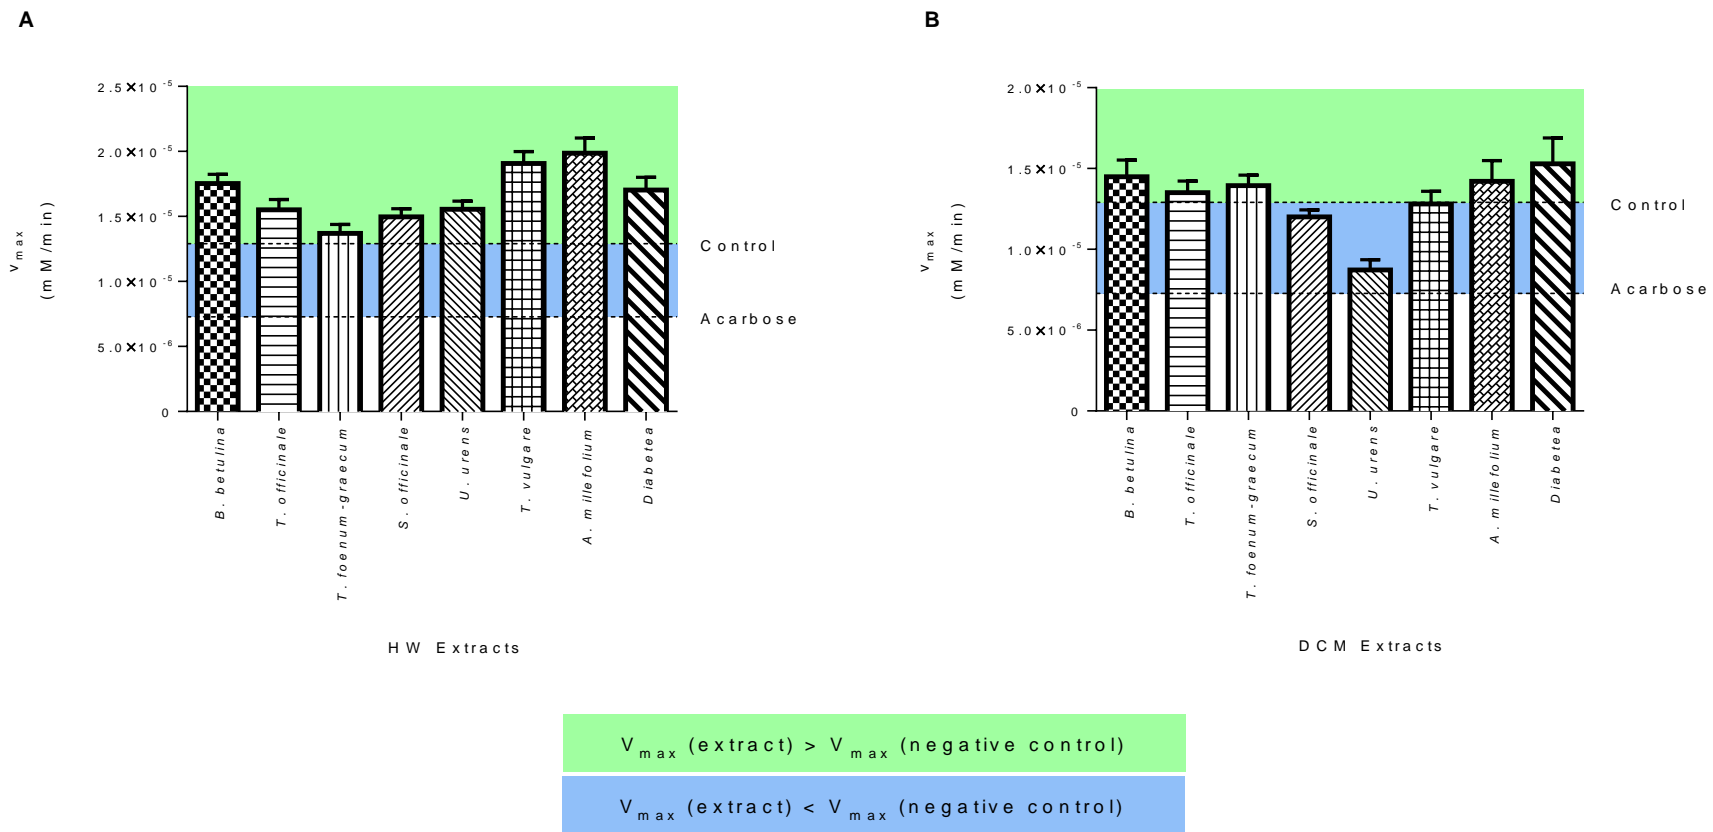 A
B
2.5×10-5
2.0×10-5
1.5×10-5
1.0×10-5
5.0×10-6
0
vmax
(mM/min)
Control
Acarbose
B. betulina
T. officinale
T. foenum-graecum
S. officinale
U. urens
T. vulgare
A. millefolium
Diabetea
HW Extracts
2.0×10-5
1.5×10-5
1.0×10-5
5.0×10-6
0
vmax
(mM/min)
Control
Acarbose
B. betulina
T. officinale
T. foenum-graecum
S. officinale
U. urens
T. vulgare
A. millefolium
Diabetea
DCM Extracts
Vmax (extract) > Vmax (negative control)
Vmax (extract) < Vmax (negative control)